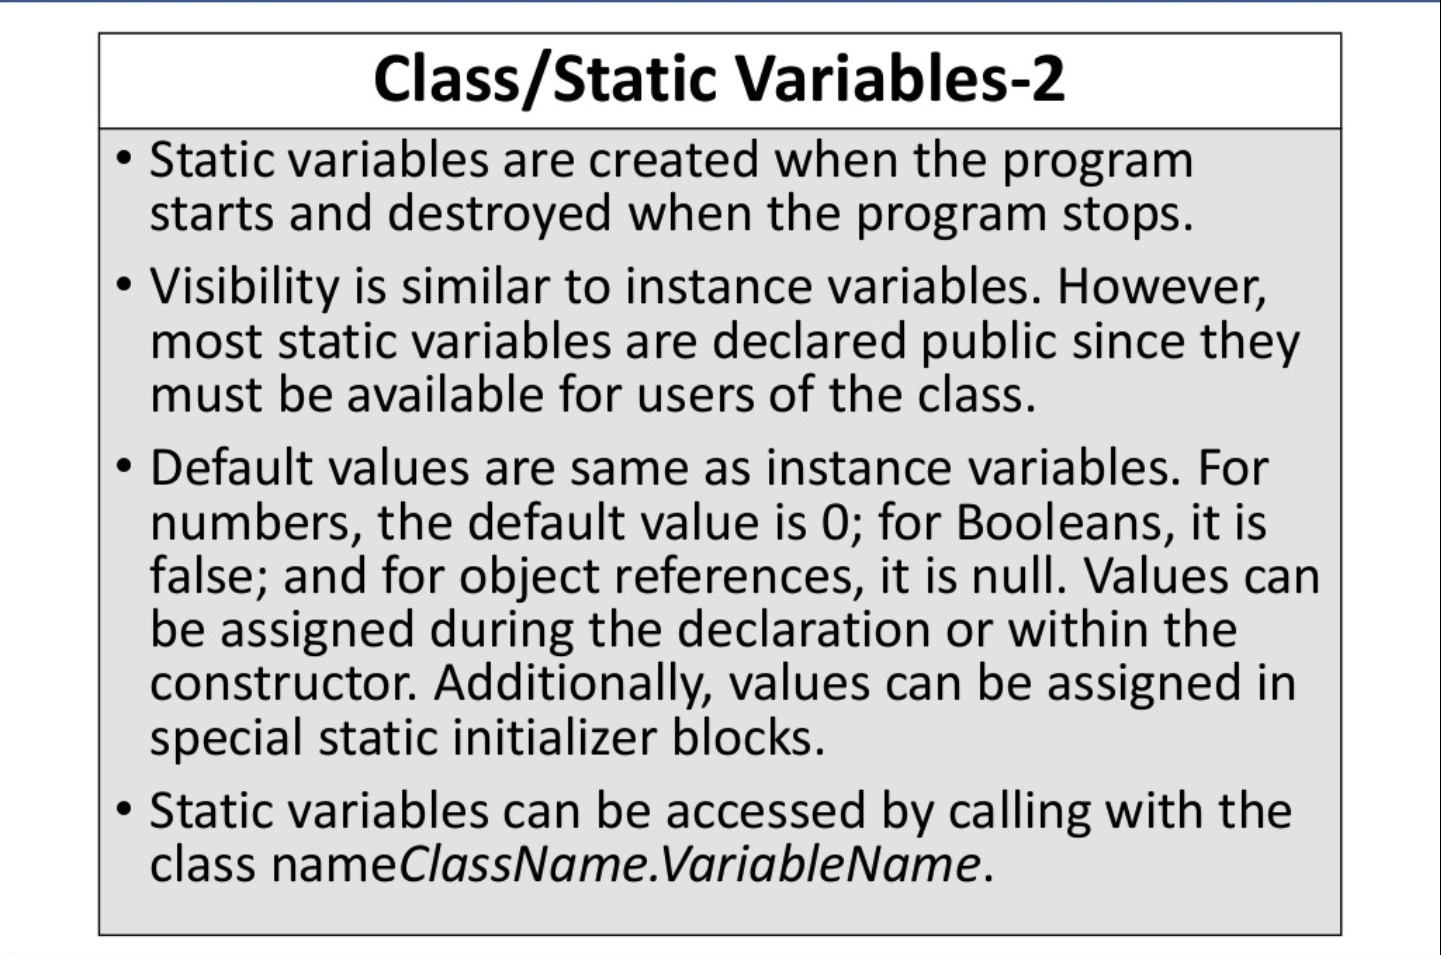 Class/Static Variables-2
• Static variables are created when the program
starts and destroyed when the program stops.
• Visibility is similar to instance variables. However,
most static variables are declared public since they
must be available for users of the class.
• Default values are same as instance variables. For
numbers, the default value is 0; for Booleans, it is
false; and for object references, it is null. Values can
be assigned during the declaration or within the
constructor. Additionally, values can be assigned in
special static initializer blocks.
• Static variables can be accessed by calling with the
class nameClassName.VariableName.